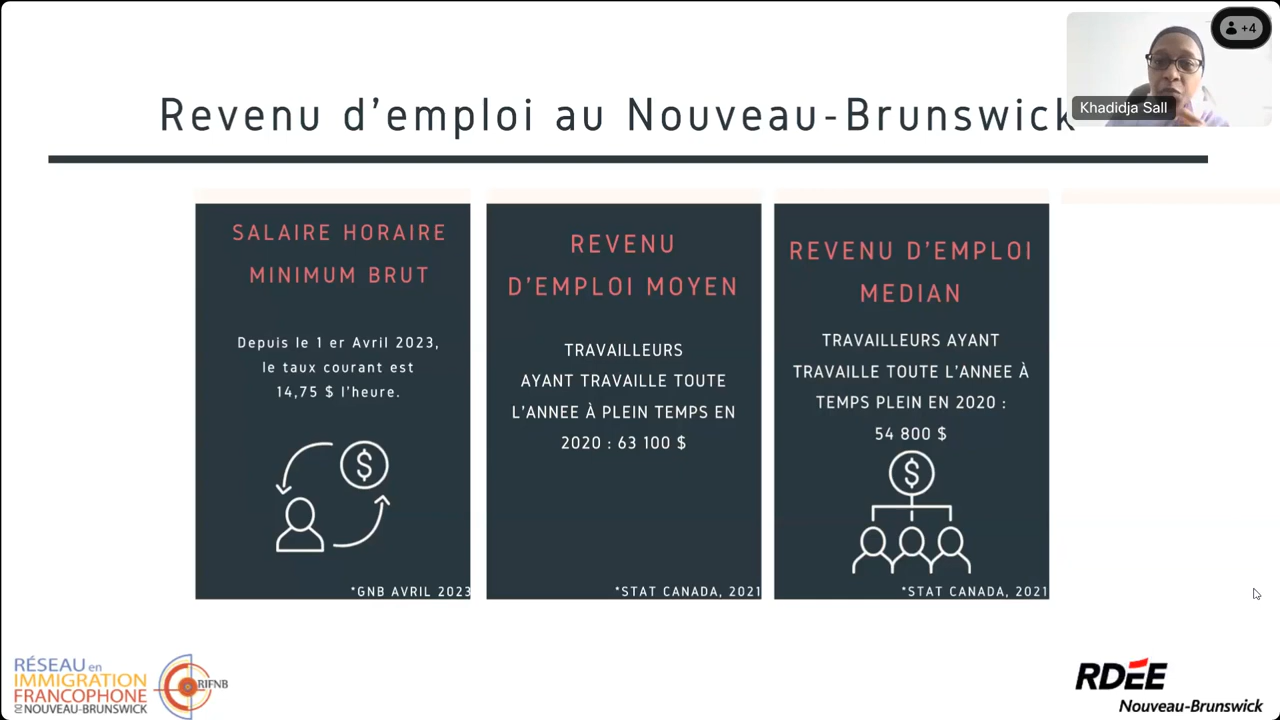 +4
Khadidja Sall
Revenu d'emploi au Nouveau-Brunswick
SALAIRE HORAIRE
MINIMUM BRUT
Depuis le 1 er Avril 2023,
le taux courant est
14,75 $ l'heure.
$
*GNB AVRIL 2023
REVENU
D'EMPLOI MOYEN
TRAVAILLEURS
AYANT TRAVAILLE TOUTE
L'ANNEE À PLEIN TEMPS EN
2020 : 63 100 $
*STAT CANADA, 2021
REVENU D'EMPLOI
MEDIAN
TRAVAILLEURS AYANT
TRAVAILLE TOUTE L'ANNEE À
TEMPS PLEIN EN 2020 :
54 800 $
$
*STAT CANADA, 2021
RÉSEAU en
IMMIGRATION
FRANCOPHONE
DU NOUVEAU-BRUNSWICK
RIFNB
RDÉE
Nouveau-Brunswick